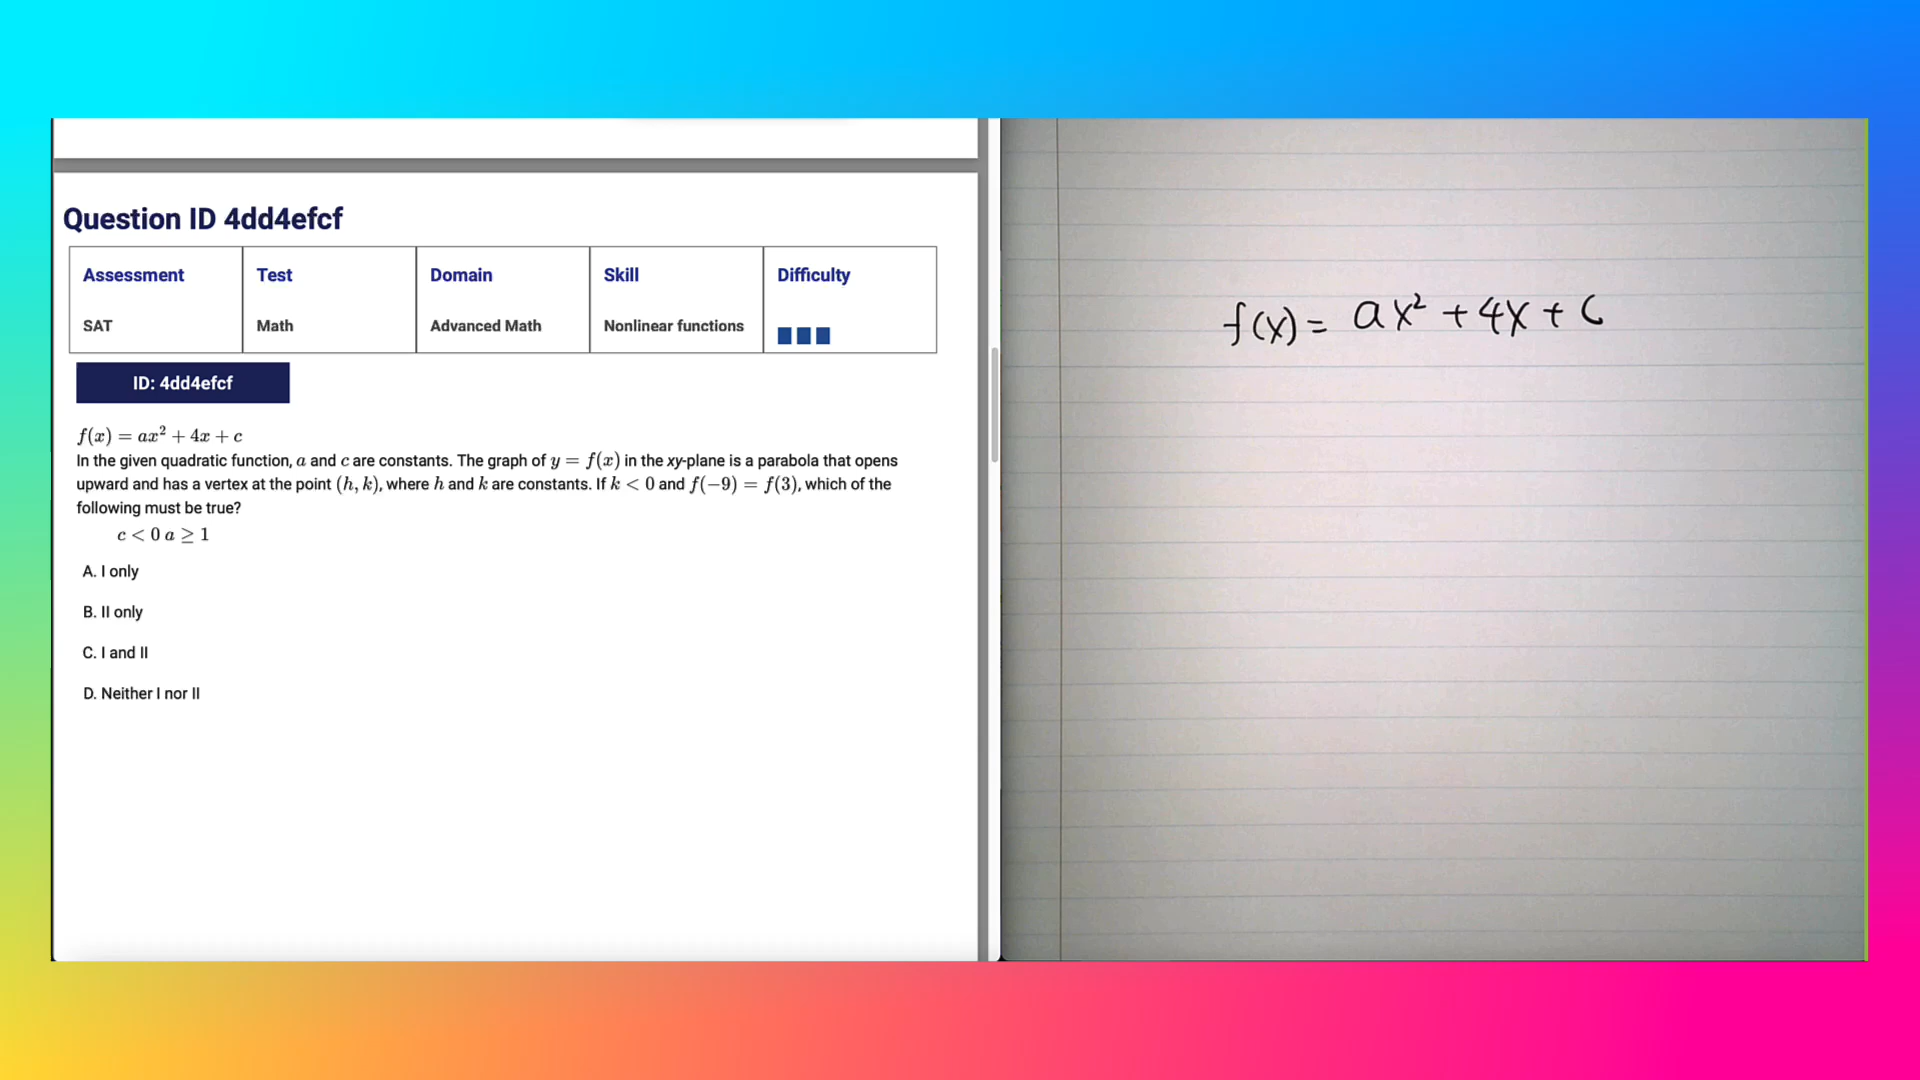 Question ID 4dd4efcf
Assessment Test Domain Skill Difficulty
SAT Math Advanced Math Nonlinear functions
ID: 4dd4efcf
f(x) = ax² + 4x + c
In the given quadratic function, a and c are constants. The graph of y = f(x) in the xy-plane is a parabola that opens
upward and has a vertex at the point (h, k), where h and k are constants. If k < 0 and f(−9) = f(3), which of the
following must be true?
c < 0 a ≥ 1
A. I only
B. II only
C. I and II
D. Neither I nor II
f(x) = ax² + 4x + c